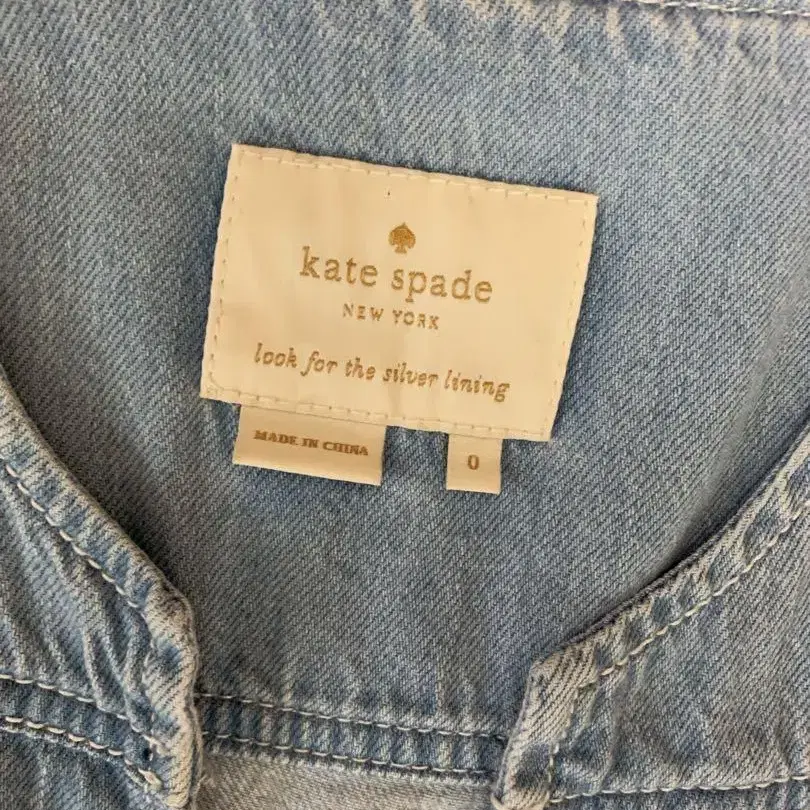 kate spade
NEW YORK
look for the silver lining
MADE IN CHINA
0